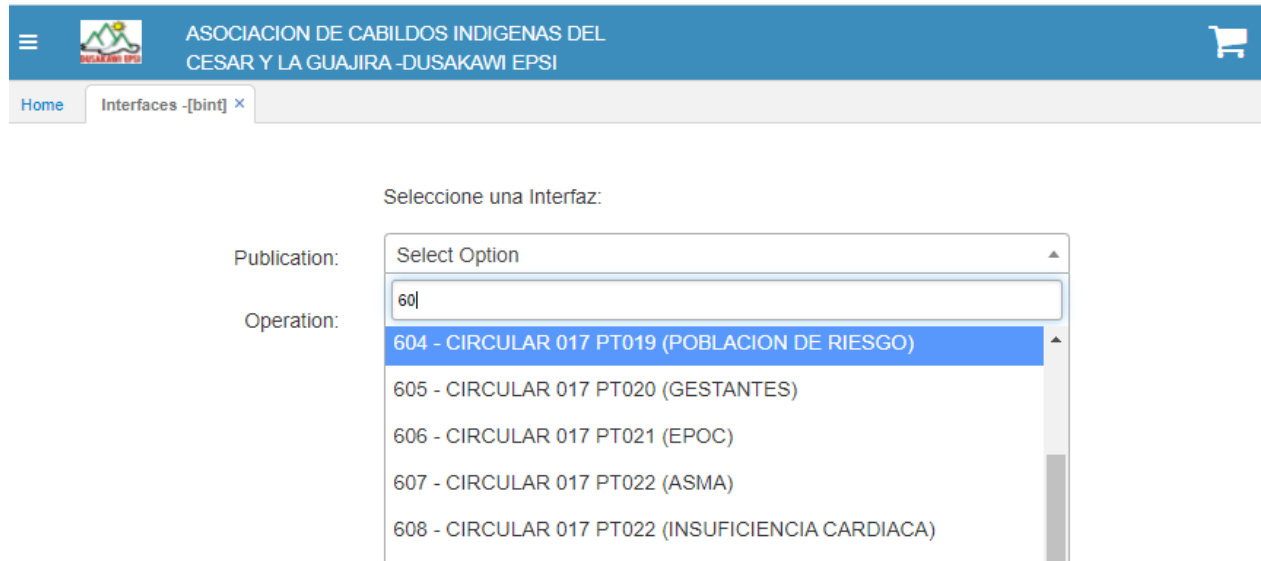 DUSAKAWI EPSI
ASOCIACION DE CABILDOS INDIGENAS DEL
CESAR Y LA GUAJIRA -DUSAKAWI EPSI
Home
Interfaces -[bint] ×
Seleccione una Interfaz:
Publication:
Select Option
60
Operation:
604 - CIRCULAR 017 PT019 (POBLACION DE RIESGO)
605 - CIRCULAR 017 PT020 (GESTANTES)
606 - CIRCULAR 017 PT021 (EPOC)
607 - CIRCULAR 017 PT022 (ASMA)
608 - CIRCULAR 017 PT022 (INSUFICIENCIA CARDIACA)